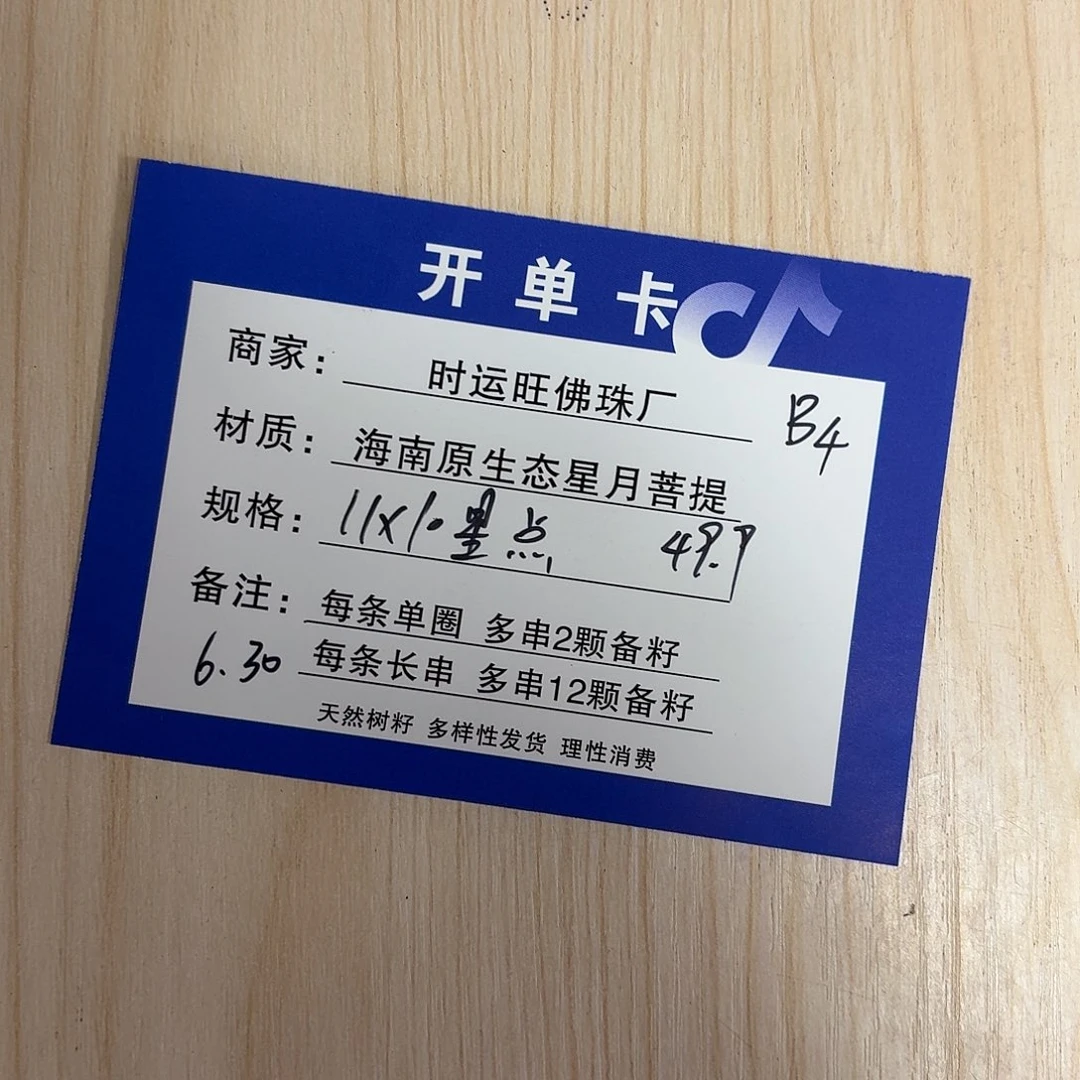 开单卡
商家：时运旺佛珠厂
B4
材质：海南原生态星月菩提
规格：11x10星点 49.9
备注：每条单圈 多串2颗备籽
6.30 每条长串 多串12颗备籽
天然树籽 多样性发货 理性消费